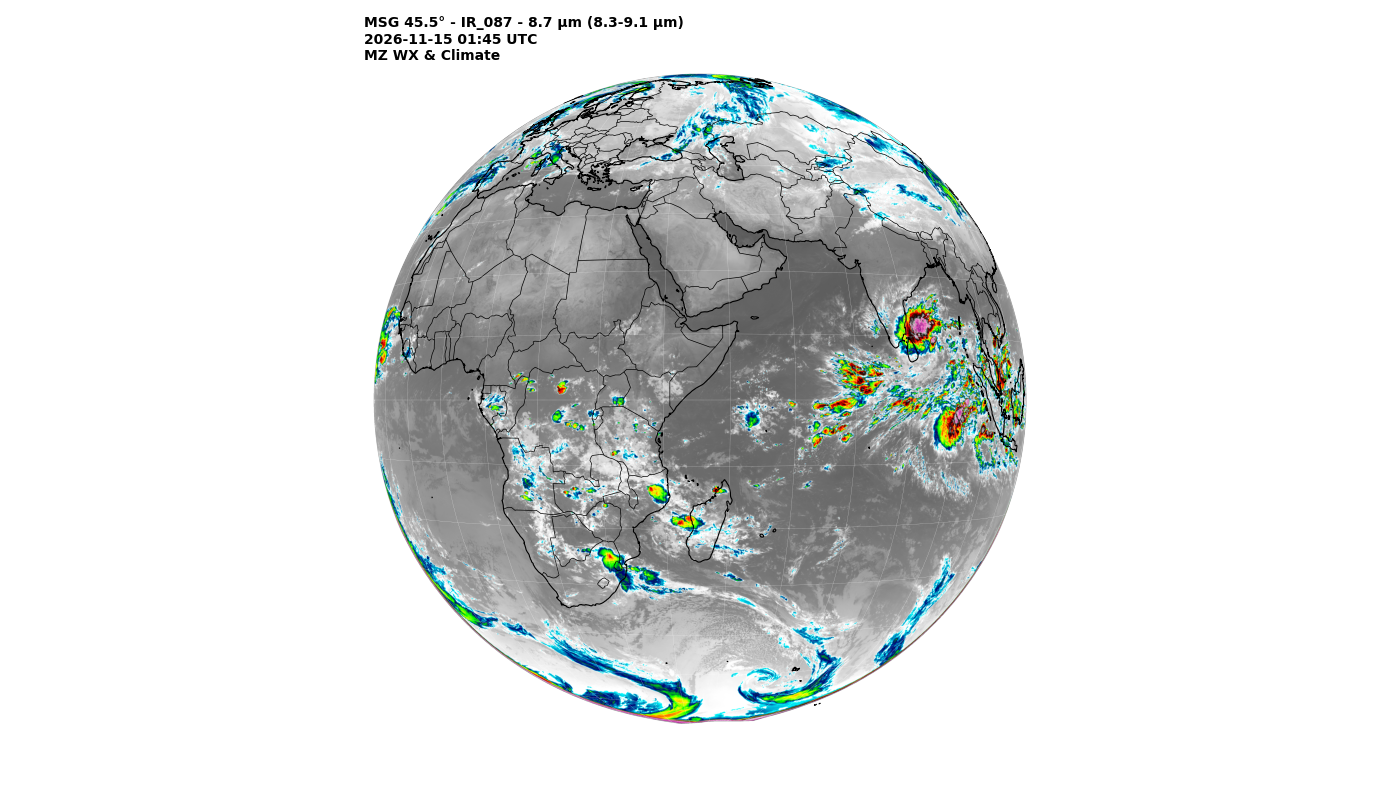 MSG 45.5° - IR_087 - 8.7 µm (8.3-9.1 µm)
2026-11-15 01:45 UTC
MZ WX & Climate